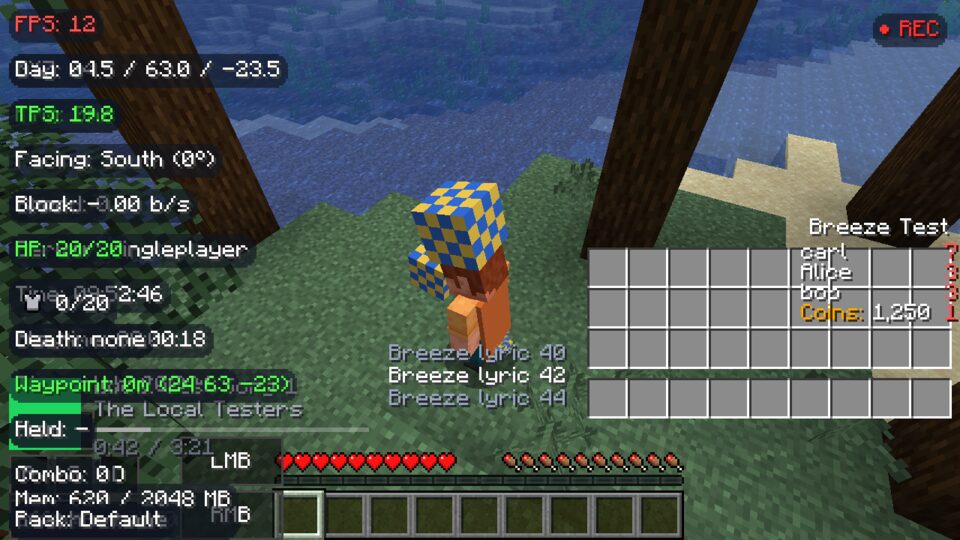 FPS: 12
REC
Day: 04.5 / 63.0 / -23.5
TPS: 19.8
Facing: South (0°)
Block: -0.00 b/s
HP: 20/20 ingleplayer
0/20 2:46
Death: none 00:18
Waypoint: 0m (24 63 -23)
The Local Testers
Held: -
0:42 / 3:21
Combo: 0
Mem: 620 / 2048 MB
Pack: Default
LMB
RMB
Breeze lyric 40
Breeze lyric 42
Breeze lyric 44
Breeze Test
carl 7
Alice 3
bob 3
Coins: 1,250 1